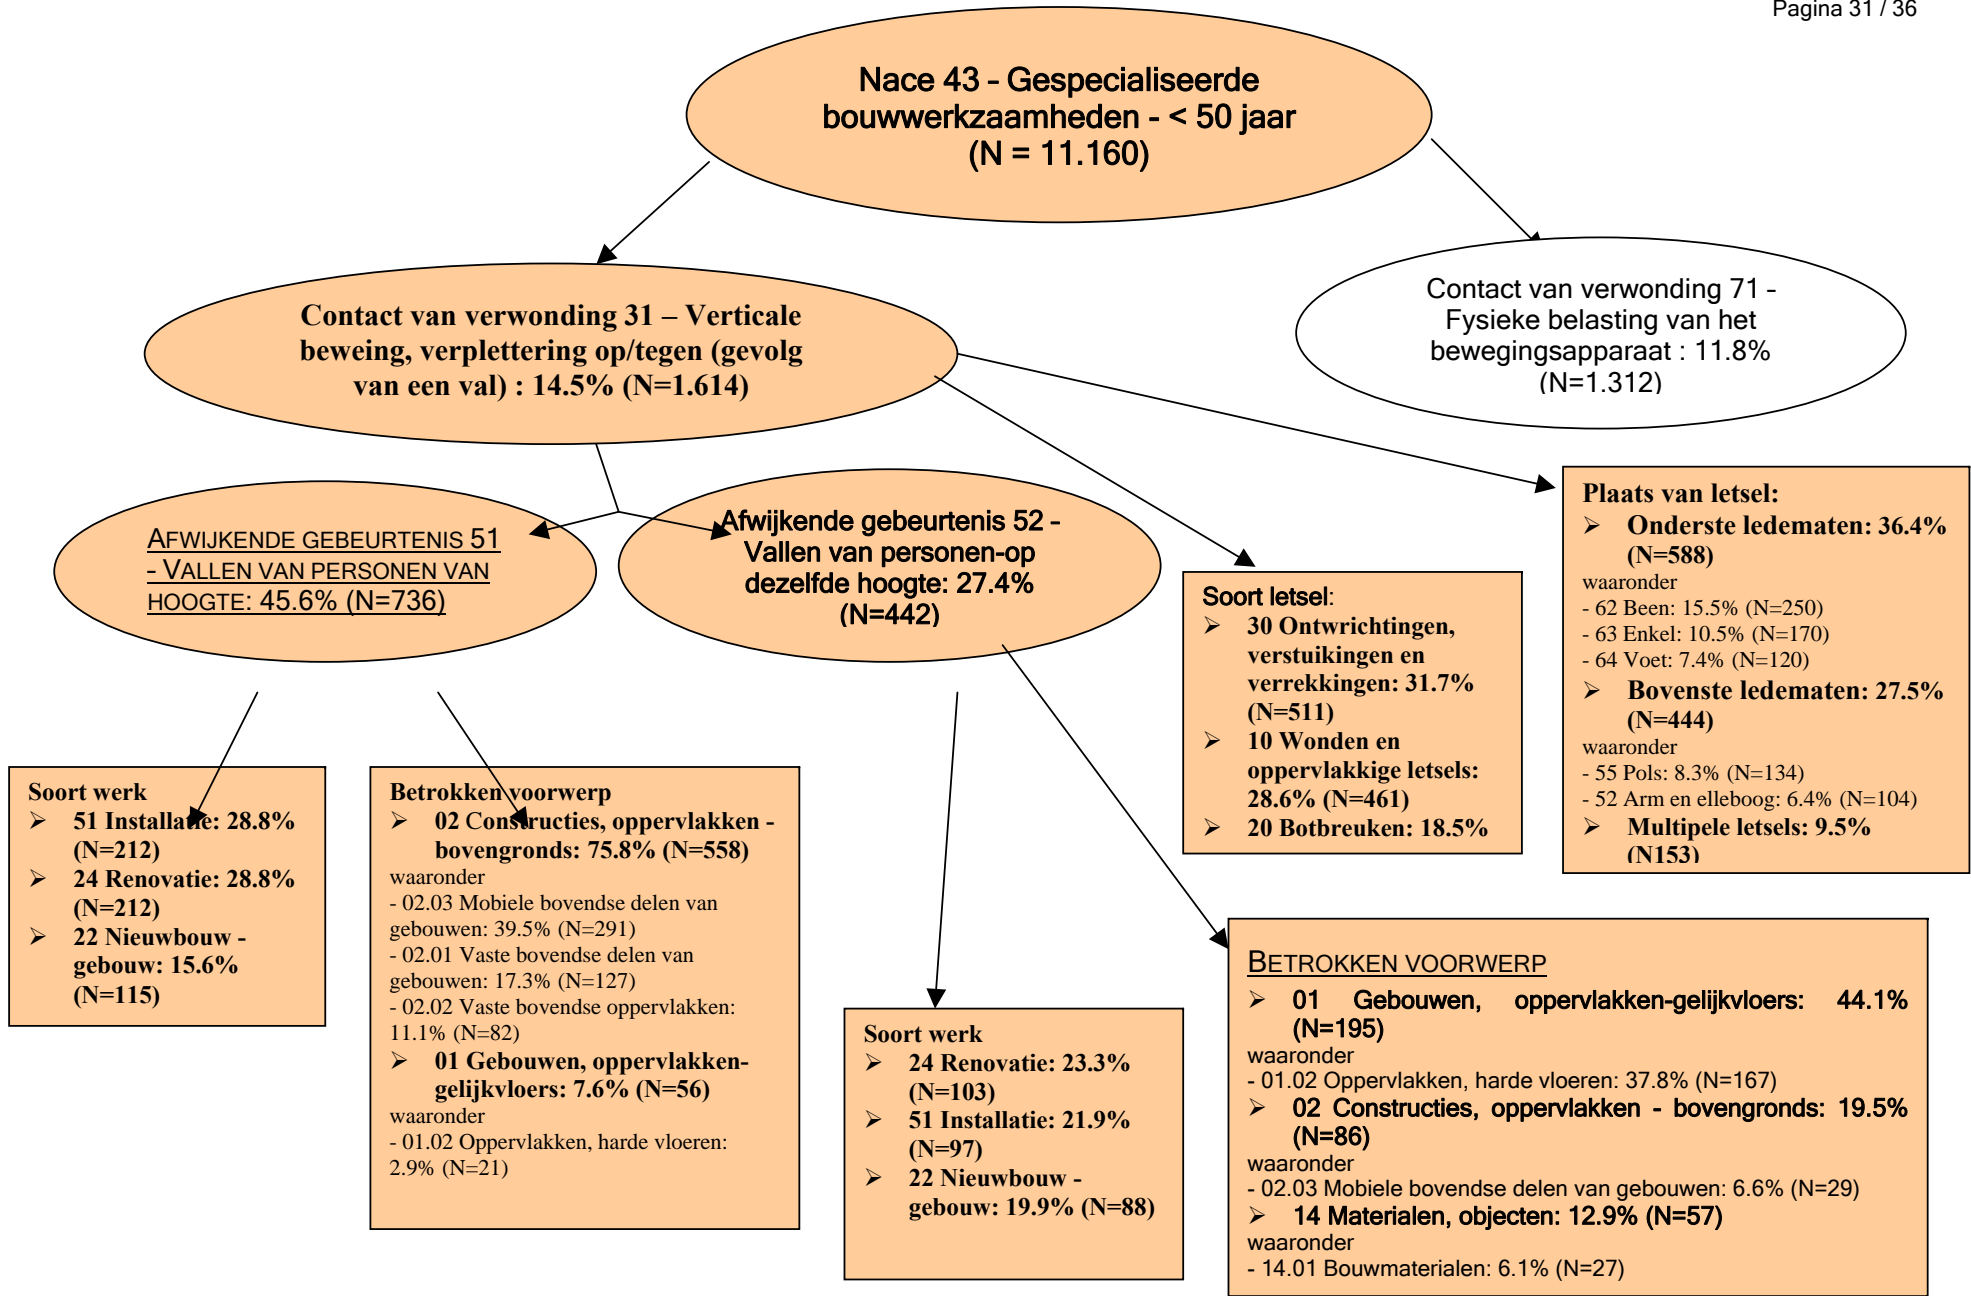 Pagina 31 / 36
Nace 43 - Gespecialiseerde
bouwwerkzaamheden - < 50 jaar
(N = 11.160)
Contact van verwonding 31 – Verticale
beweing, verplettering op/tegen (gevolg
van een val) : 14.5% (N=1.614)
Contact van verwonding 71 -
Fysieke belasting van het
bewegingsapparaat : 11.8%
(N=1.312)
AFWIJKENDE GEBEURTENIS 51
- VALLEN VAN PERSONEN VAN
HOOGTE: 45.6% (N=736)
Afwijkende gebeurtenis 52 -
Vallen van personen-op
dezelfde hoogte: 27.4%
(N=442)
Soort letsel:
➢ 30 Ontwrichtingen,
verstuikingen en
verrekkingen: 31.7%
(N=511)
➢ 10 Wonden en
oppervlakkige letsels:
28.6% (N=461)
➢ 20 Botbreuken: 18.5%
Plaats van letsel:
➢ Onderste ledematen: 36.4%
(N=588)
waaronder
- 62 Been: 15.5% (N=250)
- 63 Enkel: 10.5% (N=170)
- 64 Voet: 7.4% (N=120)
➢ Bovenste ledematen: 27.5%
(N=444)
waaronder
- 55 Pols: 8.3% (N=134)
- 52 Arm en elleboog: 6.4% (N=104)
➢ Multipele letsels: 9.5%
(N153)
Soort werk
➢ 51 Installatie: 28.8%
(N=212)
➢ 24 Renovatie: 28.8%
(N=212)
➢ 22 Nieuwbouw -
gebouw: 15.6%
(N=115)
Betrokken voorwerp
➢ 02 Constructies, oppervlakken -
bovengronds: 75.8% (N=558)
waaronder
- 02.03 Mobiele bovendse delen van
gebouwen: 39.5% (N=291)
- 02.01 Vaste bovendse delen van
gebouwen: 17.3% (N=127)
- 02.02 Vaste bovendse oppervlakken:
11.1% (N=82)
➢ 01 Gebouwen, oppervlakken-
gelijkvloers: 7.6% (N=56)
waaronder
- 01.02 Oppervlakken, harde vloeren:
2.9% (N=21)
Soort werk
➢ 24 Renovatie: 23.3%
(N=103)
➢ 51 Installatie: 21.9%
(N=97)
➢ 22 Nieuwbouw -
gebouw: 19.9% (N=88)
BETROKKEN VOORWERP
➢ 01 Gebouwen, oppervlakken-gelijkvloers: 44.1%
(N=195)
waaronder
- 01.02 Oppervlakken, harde vloeren: 37.8% (N=167)
➢ 02 Constructies, oppervlakken - bovengronds: 19.5%
(N=86)
waaronder
- 02.03 Mobiele bovendse delen van gebouwen: 6.6% (N=29)
➢ 14 Materialen, objecten: 12.9% (N=57)
waaronder
- 14.01 Bouwmaterialen: 6.1% (N=27)